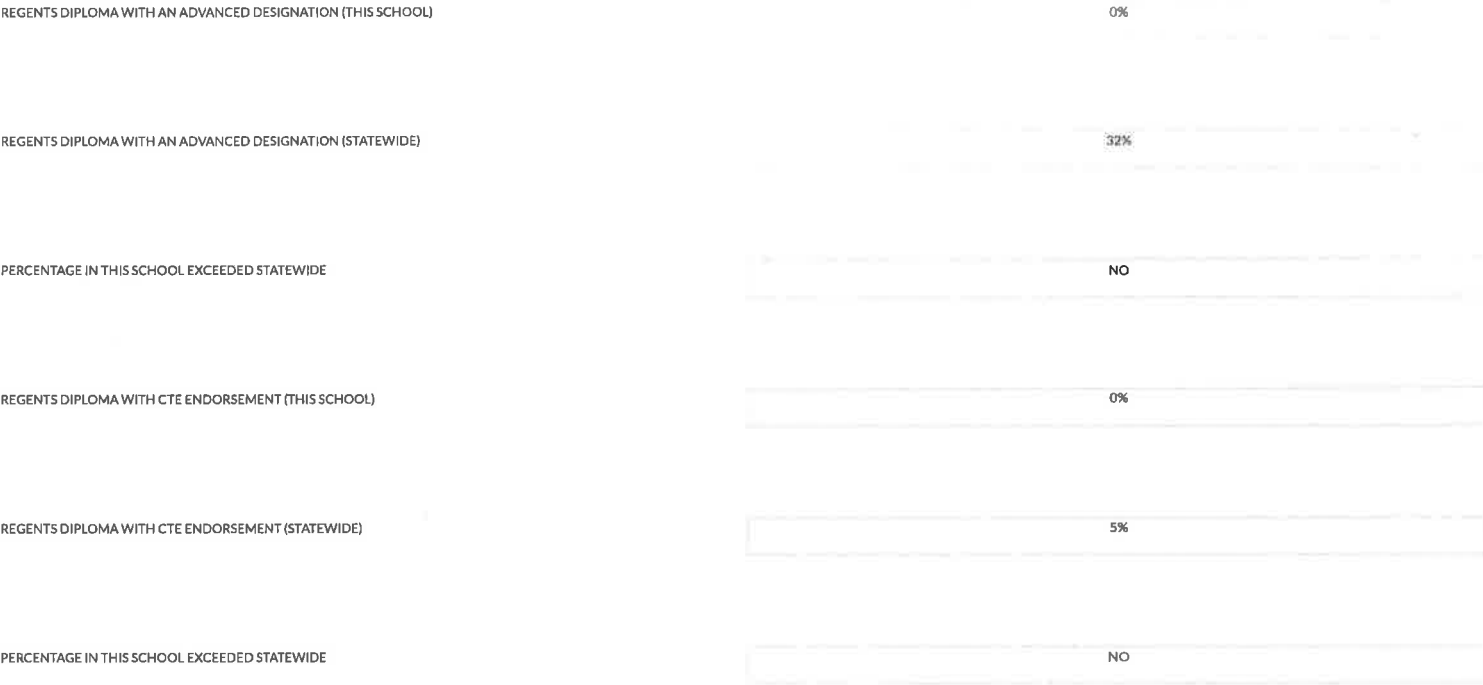 REGENTS DIPLOMA WITH AN ADVANCED DESIGNATION (THIS SCHOOL) 0%
REGENTS DIPLOMA WITH AN ADVANCED DESIGNATION (STATEWIDE) 32%
PERCENTAGE IN THIS SCHOOL EXCEEDED STATEWIDE NO
REGENTS DIPLOMA WITH CTE ENDORSEMENT (THIS SCHOOL) 0%
REGENTS DIPLOMA WITH CTE ENDORSEMENT (STATEWIDE) 5%
PERCENTAGE IN THIS SCHOOL EXCEEDED STATEWIDE NO